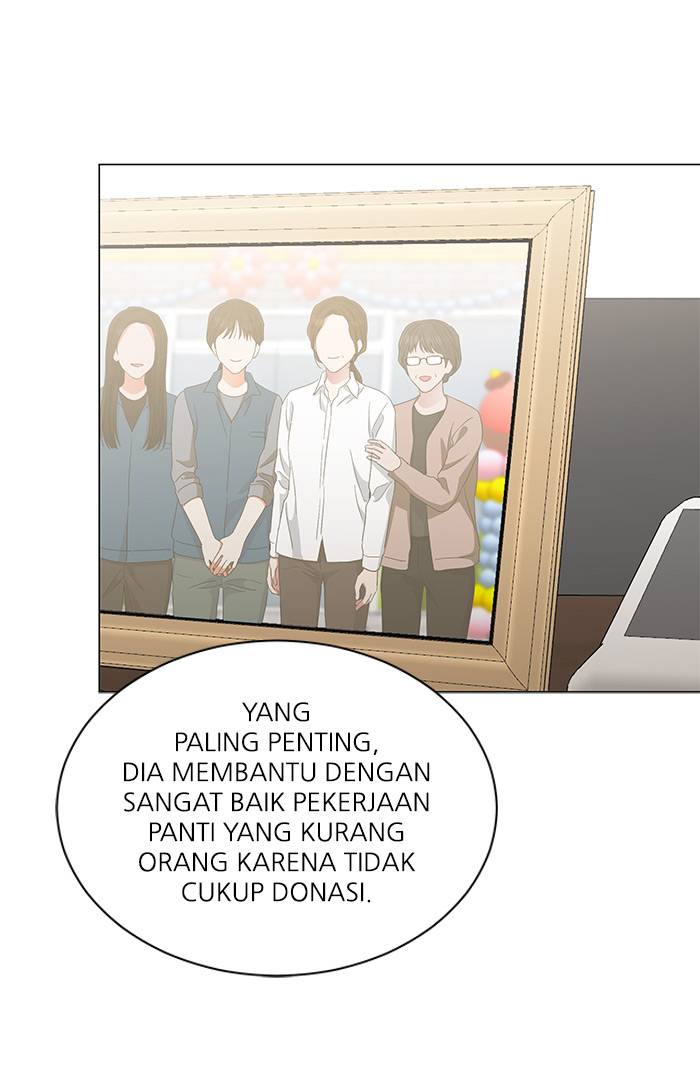 YANG
PALING PENTING,
DIA MEMBANTU DENGAN
SANGAT BAIK PEKERJAAN
PANTI YANG KURANG
ORANG KARENA TIDAK
CUKUP DONASI.